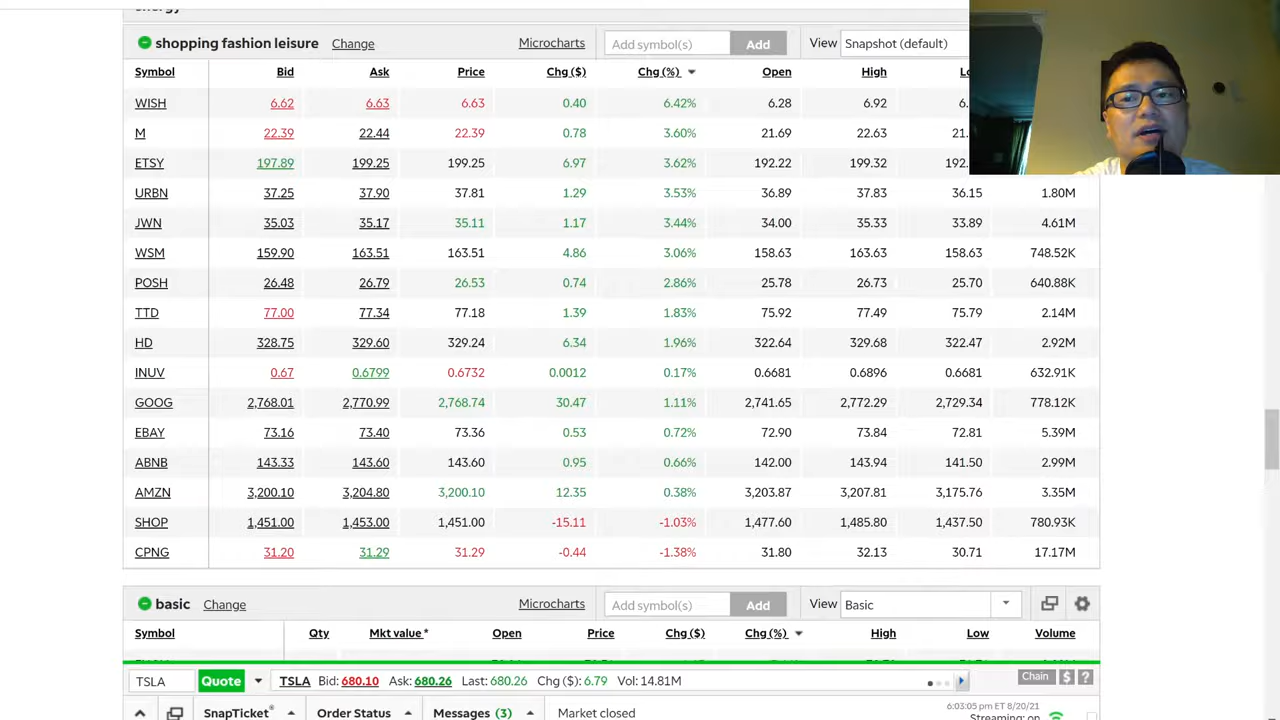 energy
shopping fashion leisure Change Microcharts Add symbol(s) Add View Snapshot (default)
Symbol Bid Ask Price Chg ($) Chg (%) Open High
WISH 6.62 6.63 6.63 0.40 6.42% 6.28 6.92 6.
M 22.39 22.44 22.39 0.78 3.60% 21.69 22.63 21.
ETSY 197.89 199.25 199.25 6.97 3.62% 192.22 199.32 192.
URBN 37.25 37.90 37.81 1.29 3.53% 36.89 37.83 36.15 1.80M
JWN 35.03 35.17 35.11 1.17 3.44% 34.00 35.33 33.89 4.61M
WSM 159.90 163.51 163.51 4.86 3.06% 158.63 163.63 158.63 748.52K
POSH 26.48 26.79 26.53 0.74 2.86% 25.78 26.73 25.70 640.88K
TTD 77.00 77.34 77.18 1.39 1.83% 75.92 77.49 75.79 2.14M
HD 328.75 329.60 329.24 6.34 1.96% 322.64 329.68 322.47 2.92M
INUV 0.67 0.6799 0.6732 0.0012 0.17% 0.6681 0.6896 0.6681 632.91K
GOOG 2,768.01 2,770.99 2,768.74 30.47 1.11% 2,741.65 2,772.29 2,729.34 778.12K
EBAY 73.16 73.40 73.36 0.53 0.72% 72.90 73.84 72.81 5.39M
ABNB 143.33 143.60 143.60 0.95 0.66% 142.00 143.94 141.50 2.99M
AMZN 3,200.10 3,204.80 3,200.10 12.35 0.38% 3,203.87 3,207.81 3,175.76 3.35M
SHOP 1,451.00 1,453.00 1,451.00 -15.11 -1.03% 1,477.60 1,485.80 1,437.50 780.93K
CPNG 31.20 31.29 31.29 -0.44 -1.38% 31.80 32.13 30.71 17.17M
basic Change Microcharts Add symbol(s) Add View Basic
Symbol Qty Mkt value* Open Price Chg ($) Chg (%) High Low Volume
TSLA Quote TSLA Bid: 680.10 Ask: 680.26 Last: 680.26 Chg ($): 6.79 Vol: 14.81M Chain $ ?
SnapTicket® Order Status Messages (3) Market closed 6:03:05 pm ET 8/20/21
Streaming: on